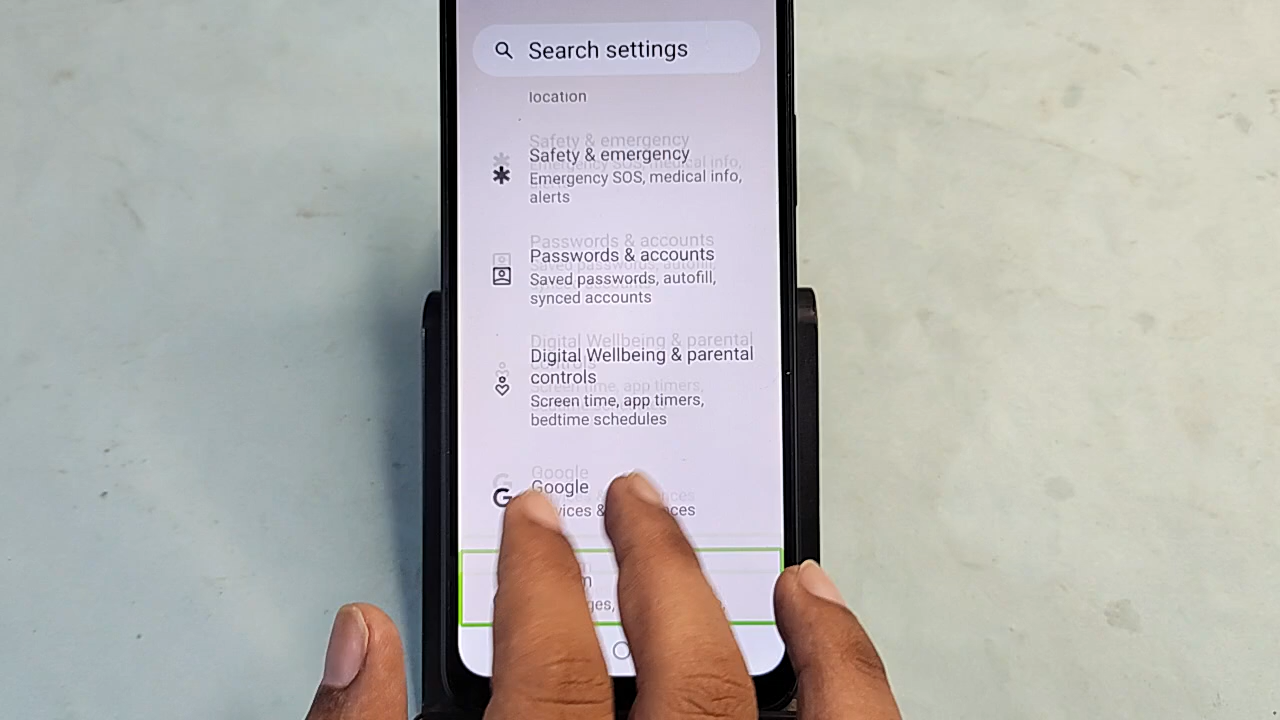 Search settings
location
Safety & emergency
Emergency SOS, medical info,
alerts
Passwords & accounts
Saved passwords, autofill,
synced accounts
Digital Wellbeing & parental
controls
Screen time, app timers,
bedtime schedules
Google